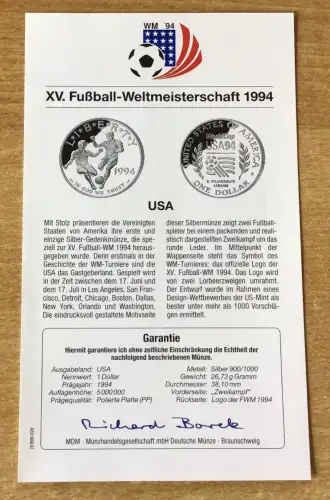 WM '94
XV. Fußball-Weltmeisterschaft 1994
LIBERTY
1994
IN GOD WE TRUST
UNITED STATES OF AMERICA
WorldCup
USA94
E PLURIBUS
UNUM
ONE DOLLAR
USA
Mit Stolz präsentieren die Vereinigten
Staaten von Amerika ihre erste und
einzige Silber-Gedenkmünze, die spe-
ziell zur XV. Fußball-WM 1994 heraus-
gegeben wurde. Denn erstmals in der
Geschichte der WM-Turniere sind die
USA das Gastgeberland. Gespielt wird
in der Zeit zwischen dem 17. Juni und
dem 17. Juli in Los Angeles, San Fran-
cisco, Detroit, Chicago, Boston, Dallas,
New York, Orlando und Washington.
Die eindrucksvoll gestaltete Motivseite
dieser Silbermünze zeigt zwei Fußball-
spieler bei einem packenden und reali-
stisch dargestellten Zweikampf um das
runde Leder. Im Mittelpunkt der
Wappenseite steht das Symbol des
WM-Turnieres: das offizielle Logo der
XV. Fußball-WM 1994. Das Logo wird
von zwei Lorbeerzweigen umrahmt.
Der Entwurf wurde im Rahmen eines
Design-Wettbewerbes der US-Mint als
bester unter mehr als 1000 Vorschlä-
gen übertragen.
Garantie
Hiermit garantiere ich ohne zeitliche Einschränkung die Echtheit der
nachfolgend beschriebenen Münze.
Ausgabeland: USA
Nennwert: 1 Dollar
Prägejahr: 1994
Auflagenhöhe: 5000000
Prägequalität: Polierte Platte (PP)
Metall: Silber 900/1000
Gewicht: 26,73 g Gramm
Durchmesser: 38,10 mm
Vorderseite: „Zweikampf"
Rückseite: Logo der FWM 1994
Richard Borek
MDM · Münzhandelsgesellschaft mbH Deutsche Münze · Braunschweig